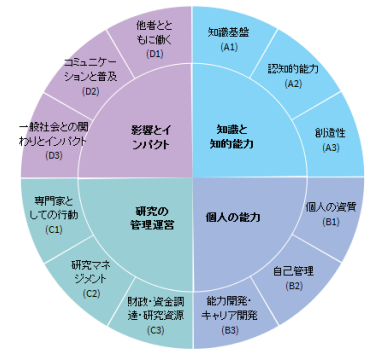 知識基盤
(A1)
認知的能力
(A2)
創造性
(A3)
知識と
知的能力
個人の資質
(B1)
自己管理
(B2)
能力開発・
キャリア開発
(B3)
個人の能力
専門家と
しての行動
(C1)
研究マネ
ジメント
(C2)
財政・資金調
達・研究資源
(C3)
研究の
管理運営
他者とと
もに働く
(D1)
コミュニケー
ションと普及
(D2)
一般社会との関
わりとインパクト
(D3)
影響とイ
ンパクト